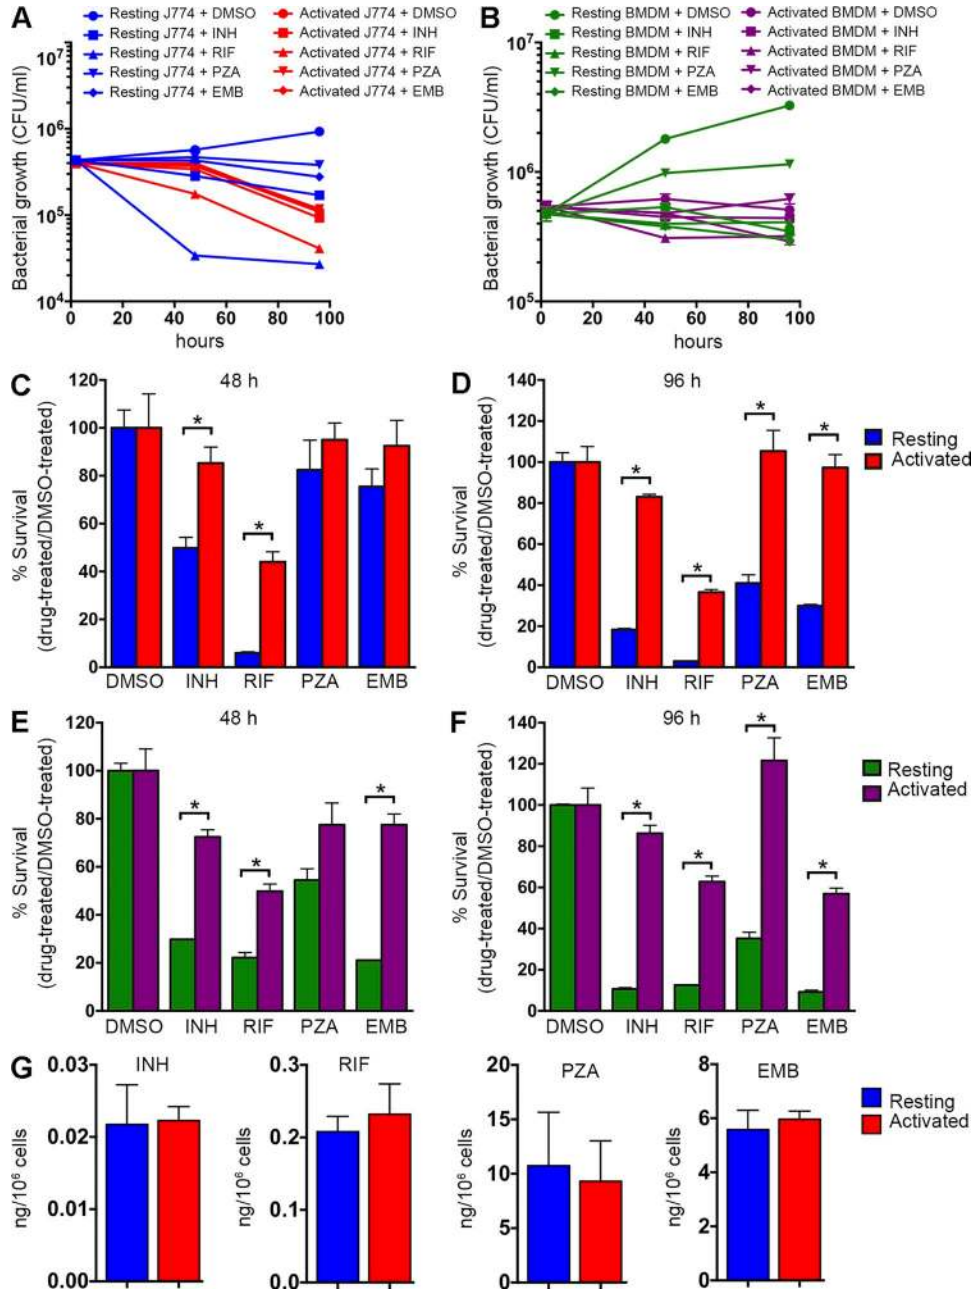 A
Resting J774 + DMSO
Resting J774 + INH
Resting J774 + RIF
Resting J774 + PZA
Resting J774 + EMB
Activated J774 + DMSO
Activated J774 + INH
Activated J774 + RIF
Activated J774 + PZA
Activated J774 + EMB
Bacterial growth (CFU/ml)
10⁷
10⁶
10⁵
10⁴
0 20 40 60 80 100
hours
B
Resting BMDM + DMSO
Resting BMDM + INH
Resting BMDM + RIF
Resting BMDM + PZA
Resting BMDM + EMB
Activated BMDM + DMSO
Activated BMDM + INH
Activated BMDM + RIF
Activated BMDM + PZA
Activated BMDM + EMB
Bacterial growth (CFU/ml)
10⁷
10⁶
10⁵
0 20 40 60 80 100
hours
C
48 h
% Survival
(drug-treated/DMSO-treated)
120
100
80
60
40
20
0
* *
DMSO INH RIF PZA EMB
D
96 h
% Survival
(drug-treated/DMSO-treated)
140
120
100
80
60
40
20
0
* * * *
DMSO INH RIF PZA EMB
Resting
Activated
E
48 h
% Survival
(drug-treated/DMSO-treated)
120
100
80
60
40
20
0
* * *
DMSO INH RIF PZA EMB
F
96 h
% Survival
(drug-treated/DMSO-treated)
140
120
100
80
60
40
20
0
* * * *
DMSO INH RIF PZA EMB
Resting
Activated
G
INH
ng/10⁶ cells
0.03
0.02
0.01
0.00
RIF
ng/10⁶ cells
0.3
0.2
0.1
0.0
PZA
ng/10⁶ cells
20
15
10
5
0
EMB
ng/10⁶ cells
8
6
4
2
0
Resting
Activated